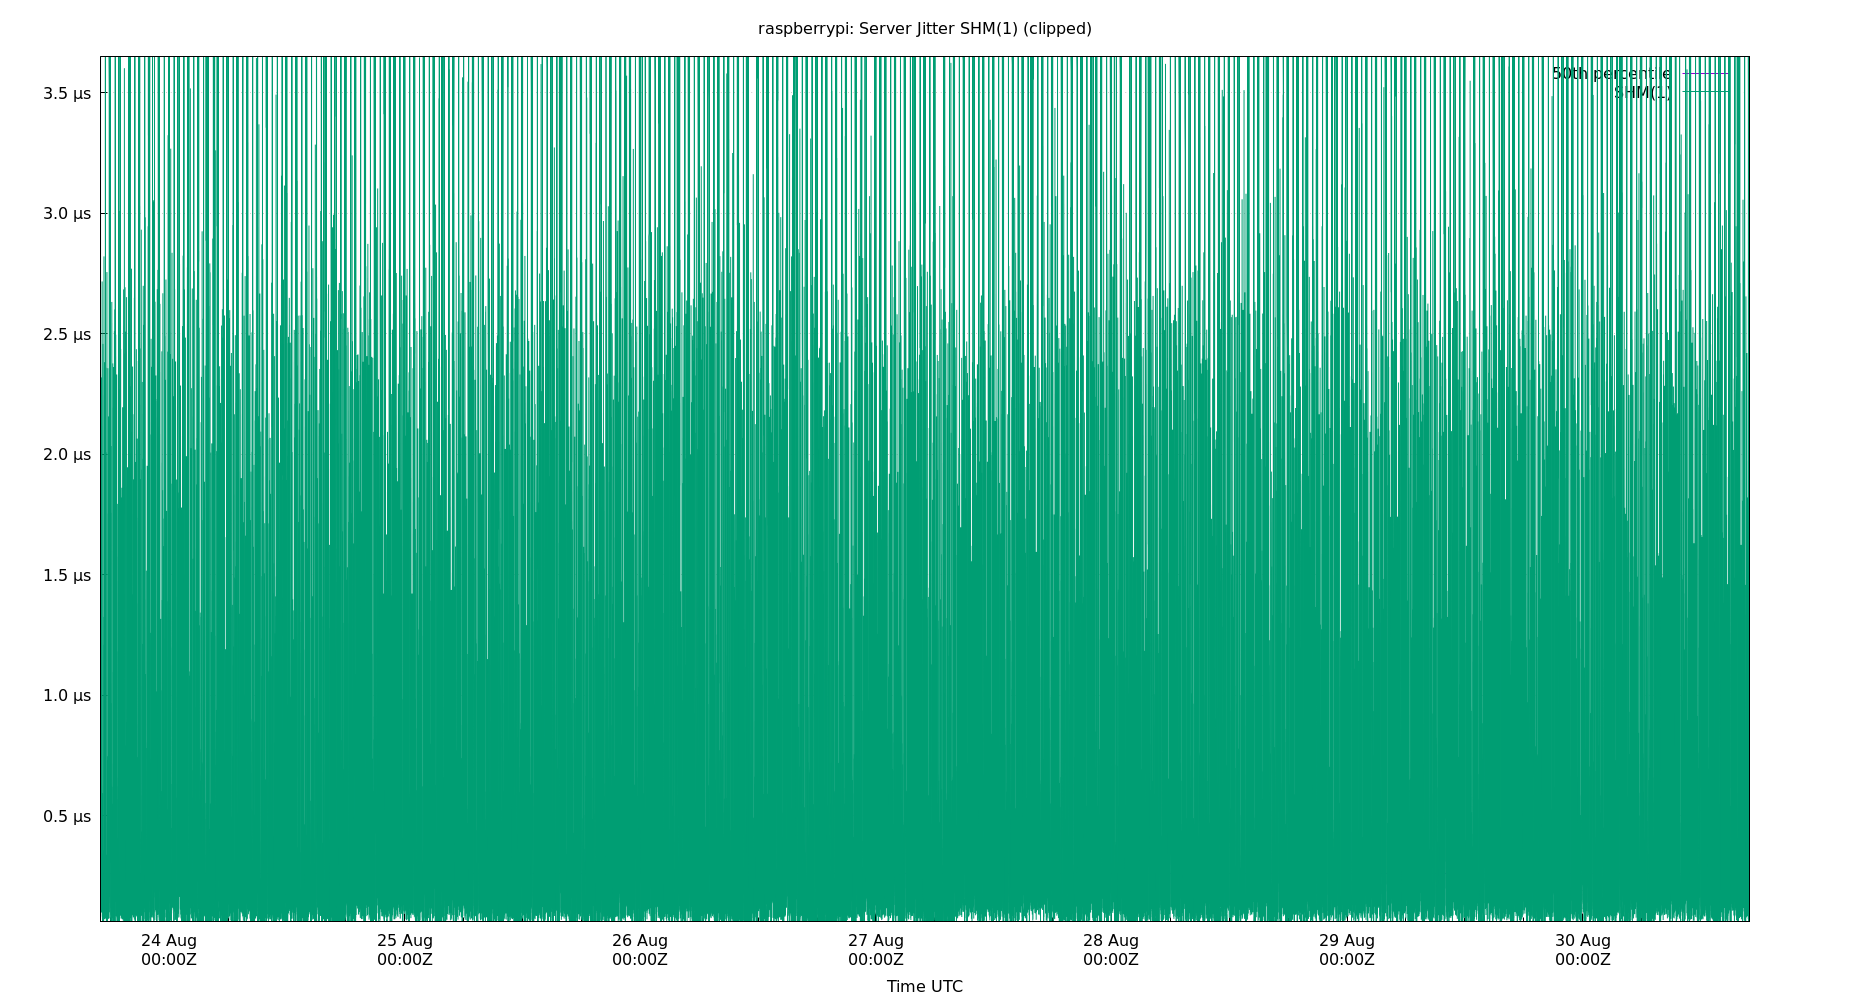 raspberrypi: Server Jitter SHM(1) (clipped)
50th percentile
SHM(1)
3.5 µs
3.0 µs
2.5 µs
2.0 µs
1.5 µs
1.0 µs
0.5 µs
24 Aug 25 Aug 26 Aug 27 Aug 28 Aug 29 Aug 30 Aug
00:00Z 00:00Z 00:00Z 00:00Z 00:00Z 00:00Z 00:00Z
Time UTC